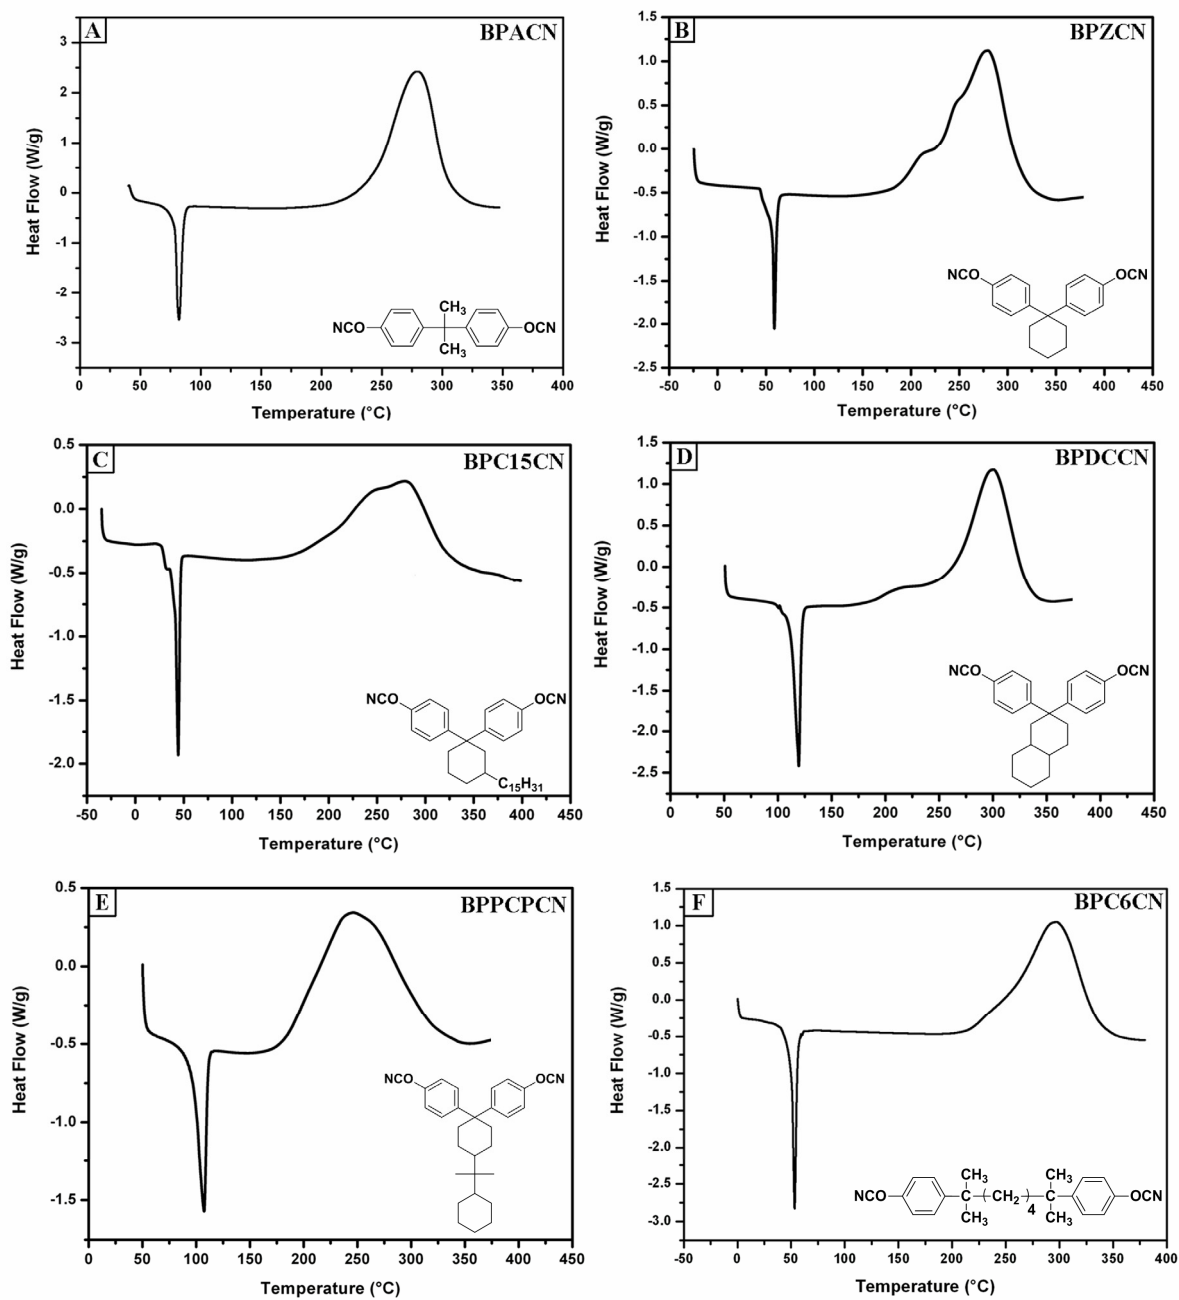 A
BPACN
3
2
1
0
-1
-2
-3
Heat Flow (W/g)
NCO
CH3
CH3
OCN
0 50 100 150 200 250 300 350 400
Temperature (°C)
B
BPZCN
1.5
1.0
0.5
0.0
-0.5
-1.0
-1.5
-2.0
-2.5
Heat Flow (W/g)
NCO
OCN
-50 0 50 100 150 200 250 300 350 400 450
Temperature (°C)
C
BPC15CN
0.5
0.0
-0.5
-1.0
-1.5
-2.0
Heat Flow (W/g)
NCO
OCN
C15H31
-50 0 50 100 150 200 250 300 350 400 450
Temperature (°C)
D
BPDCCN
1.5
1.0
0.5
0.0
-0.5
-1.0
-1.5
-2.0
-2.5
Heat Flow (W/g)
NCO
OCN
0 50 100 150 200 250 300 350 400 450
Temperature (°C)
E
BPPCPCN
0.5
0.0
-0.5
-1.0
-1.5
Heat Flow (W/g)
NCO
OCN
0 50 100 150 200 250 300 350 400 450
Temperature (°C)
F
BPC6CN
1.5
1.0
0.5
0.0
-0.5
-1.0
-1.5
-2.0
-2.5
-3.0
Heat Flow (W/g)
NCO
CH3
CH3
(CH2)4
CH3
CH3
OCN
-50 0 50 100 150 200 250 300 350 400
Temperature (°C)